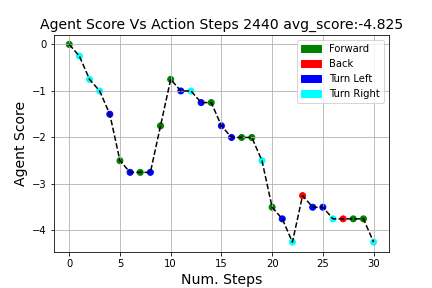 Agent Score Vs Action Steps 2440 avg_score:-4.825
Agent Score
0
−1
−2
−3
−4
Forward
Back
Turn Left
Turn Right
0 5 10 15 20 25 30
Num. Steps